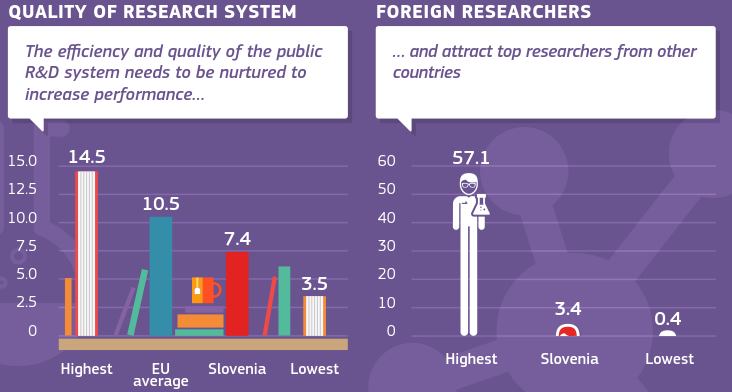 QUALITY OF RESEARCH SYSTEM
The efficiency and quality of the public
R&D system needs to be nurtured to
increase performance...
15.0
12.5
10.0
7.5
5.0
2.5
0
14.5
10.5
7.4
3.5
Highest
EU
average
Slovenia
Lowest
FOREIGN RESEARCHERS
... and attract top researchers from other
countries
60
50
40
30
20
10
0
57.1
3.4
0.4
Highest
Slovenia
Lowest